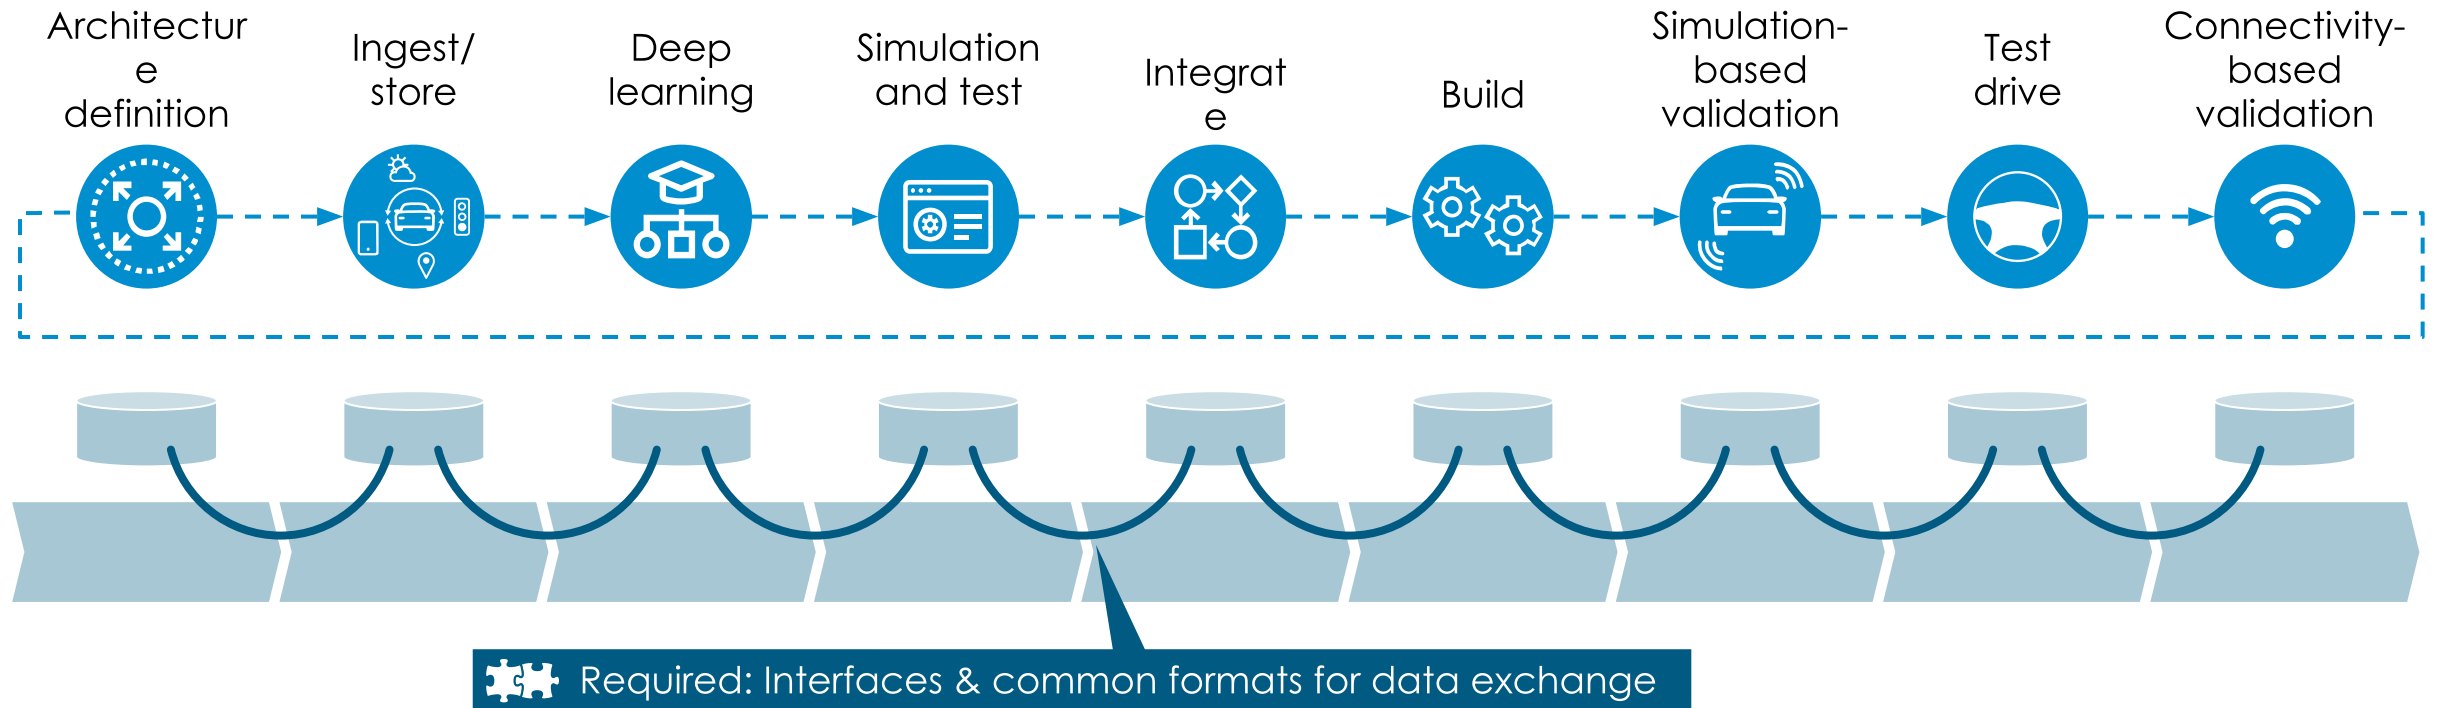 Architectur
e
definition
Ingest/
store
Deep
learning
Simulation
and test
Integrat
e
Build
Simulation-
based
validation
Test
drive
Connectivity-
based
validation
Required: Interfaces & common formats for data exchange